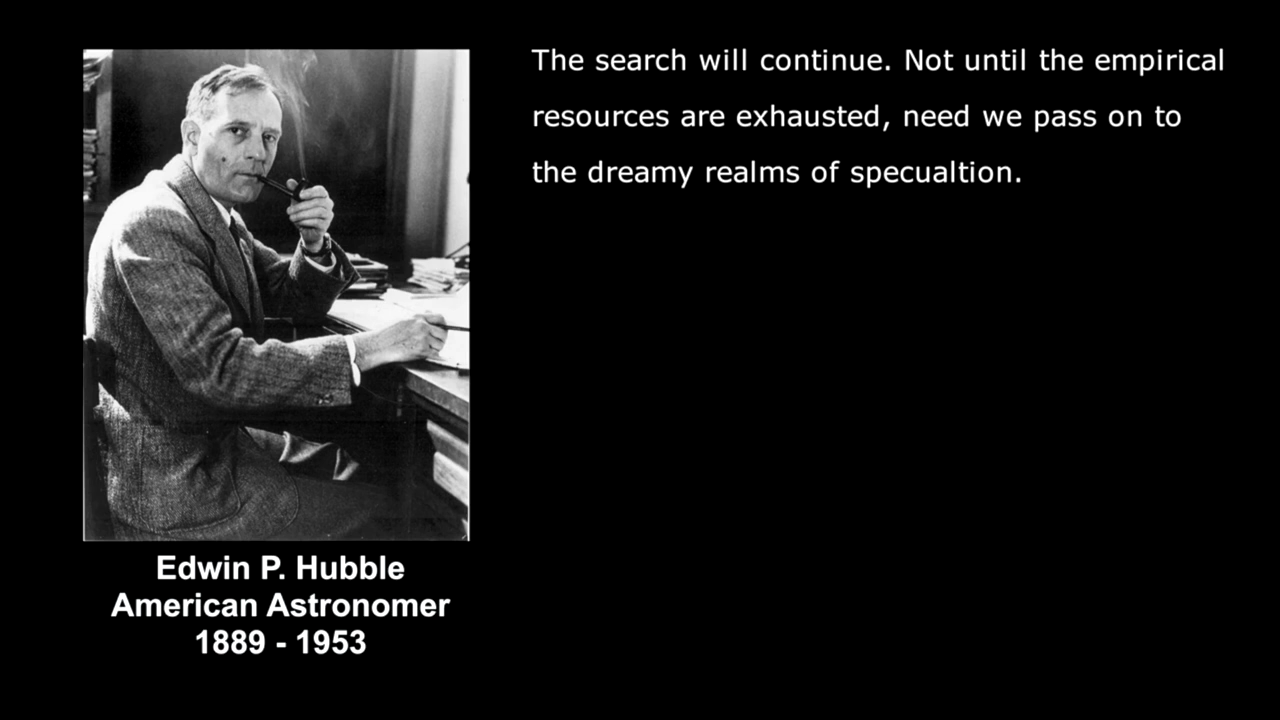 The search will continue. Not until the empirical
resources are exhausted, need we pass on to
the dreamy realms of specualtion.
Edwin P. Hubble
American Astronomer
1889 - 1953